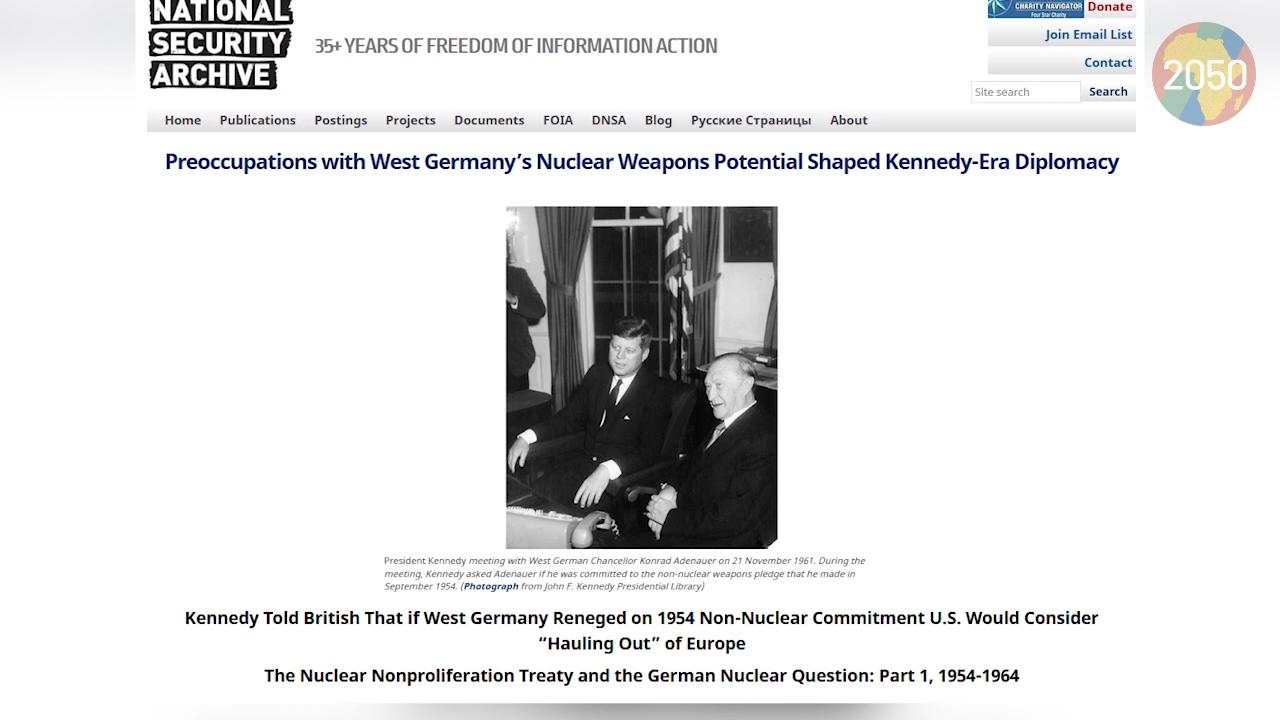 NATIONAL
SECURITY
ARCHIVE
35+ YEARS OF FREEDOM OF INFORMATION ACTION
CHARITY NAVIGATOR
Four Star Charity
Donate
Join Email List
Contact
Site search
Search
2050
Home Publications Postings Projects Documents FOIA DNSA Blog Русские Страницы About
Preoccupations with West Germany’s Nuclear Weapons Potential Shaped Kennedy-Era Diplomacy
President Kennedy meeting with West German Chancellor Konrad Adenauer on 21 November 1961. During the
meeting, Kennedy asked Adenauer if he was committed to the non-nuclear weapons pledge that he made in
September 1954. (Photograph from John F. Kennedy Presidential Library)
Kennedy Told British That if West Germany Reneged on 1954 Non-Nuclear Commitment U.S. Would Consider
“Hauling Out” of Europe
The Nuclear Nonproliferation Treaty and the German Nuclear Question: Part 1, 1954-1964